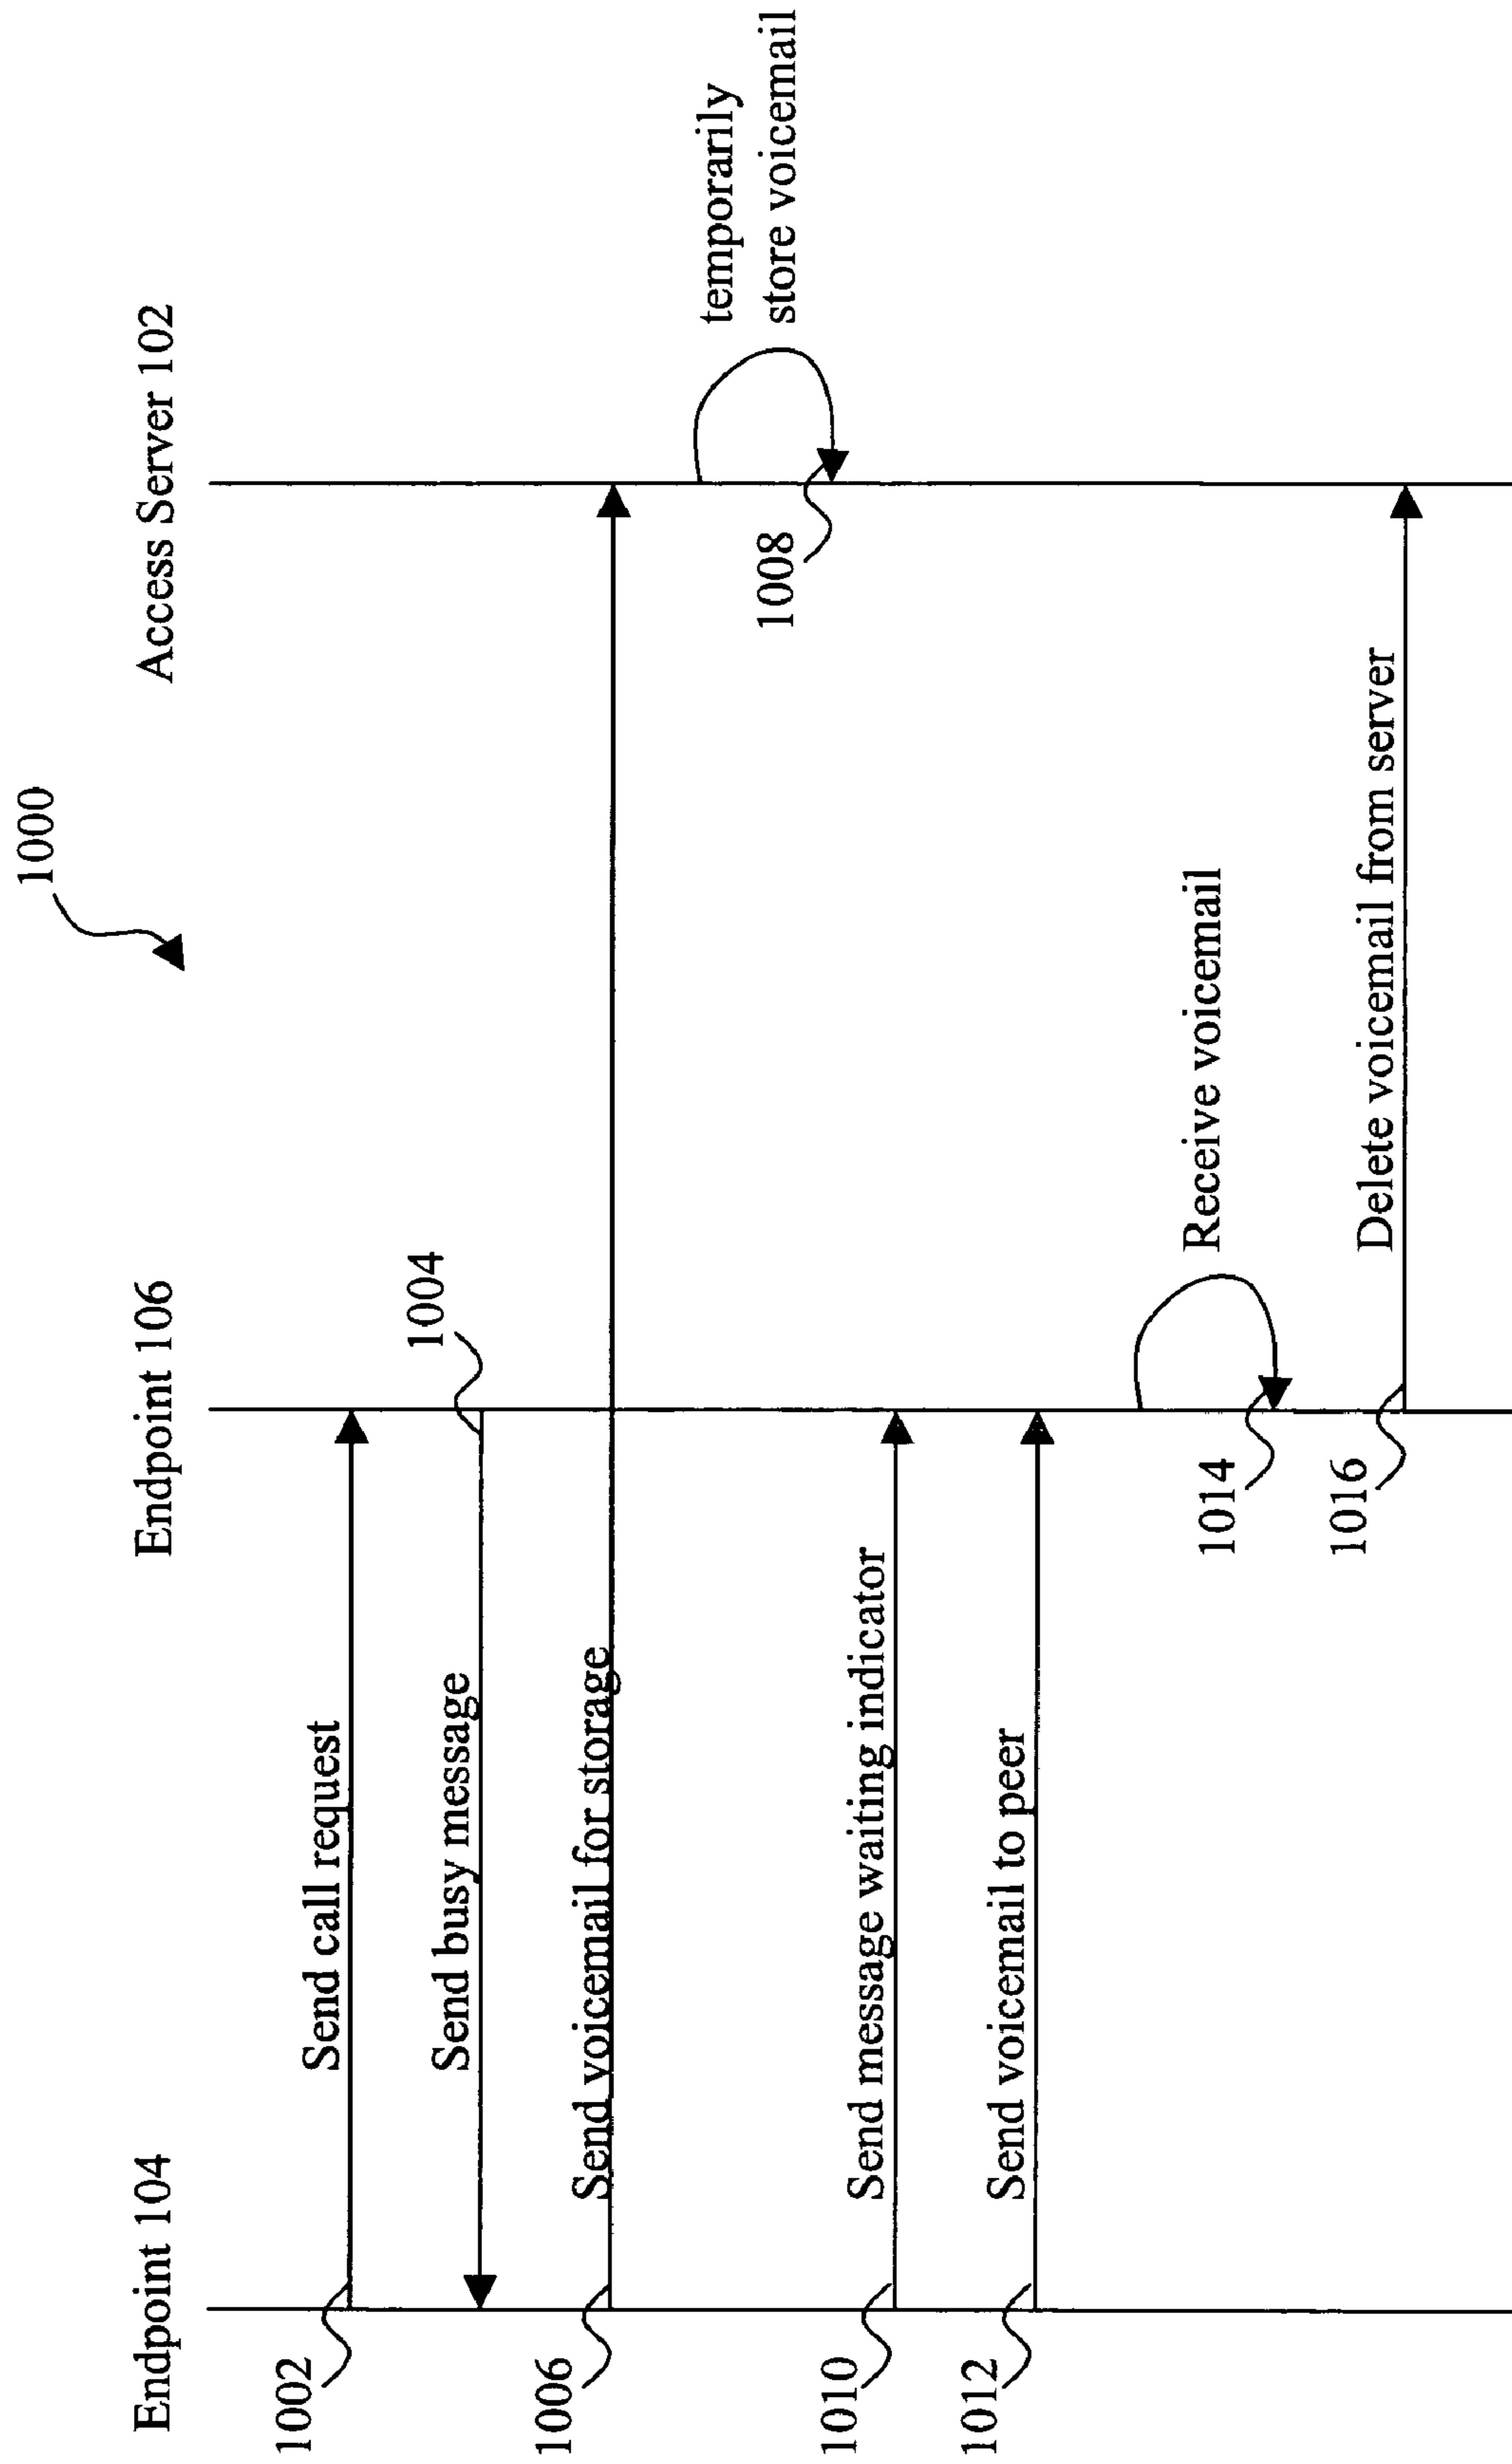 1000
Endpoint 104
Endpoint 106
Access Server 102
1002
Send call request
Send busy message
1004
1006
Send voicemail for storage
temporarily
store voicemail
1008
1010
Send message waiting indicator
1012
Send voicemail to peer
Receive voicemail
1014
1016
Delete voicemail from server